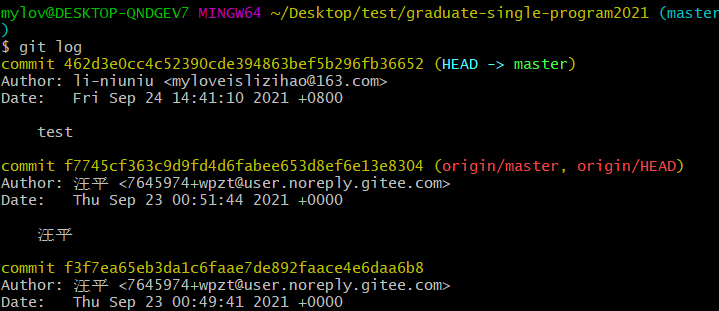 mylov@DESKTOP-QNDGEV7 MINGW64 ~/Desktop/test/graduate-single-program2021 (master
)
$ git log
commit 462d3e0cc4c52390cde394863bef5b296fb36652 (HEAD -> master)
Author: li-niuniu <myloveislizihao@163.com>
Date:   Fri Sep 24 14:41:10 2021 +0800
test
commit f7745cf363c9d9fd4d6fabee653d8ef6e13e8304 (origin/master, origin/HEAD)
Author: 汪平 <7645974+wpzt@user.noreply.gitee.com>
Date:   Thu Sep 23 00:51:44 2021 +0000
汪平
commit f3f7ea65eb3da1c6faae7de892faace4e6daa6b8
Author: 汪平 <7645974+wpzt@user.noreply.gitee.com>
Date:   Thu Sep 23 00:49:41 2021 +0000